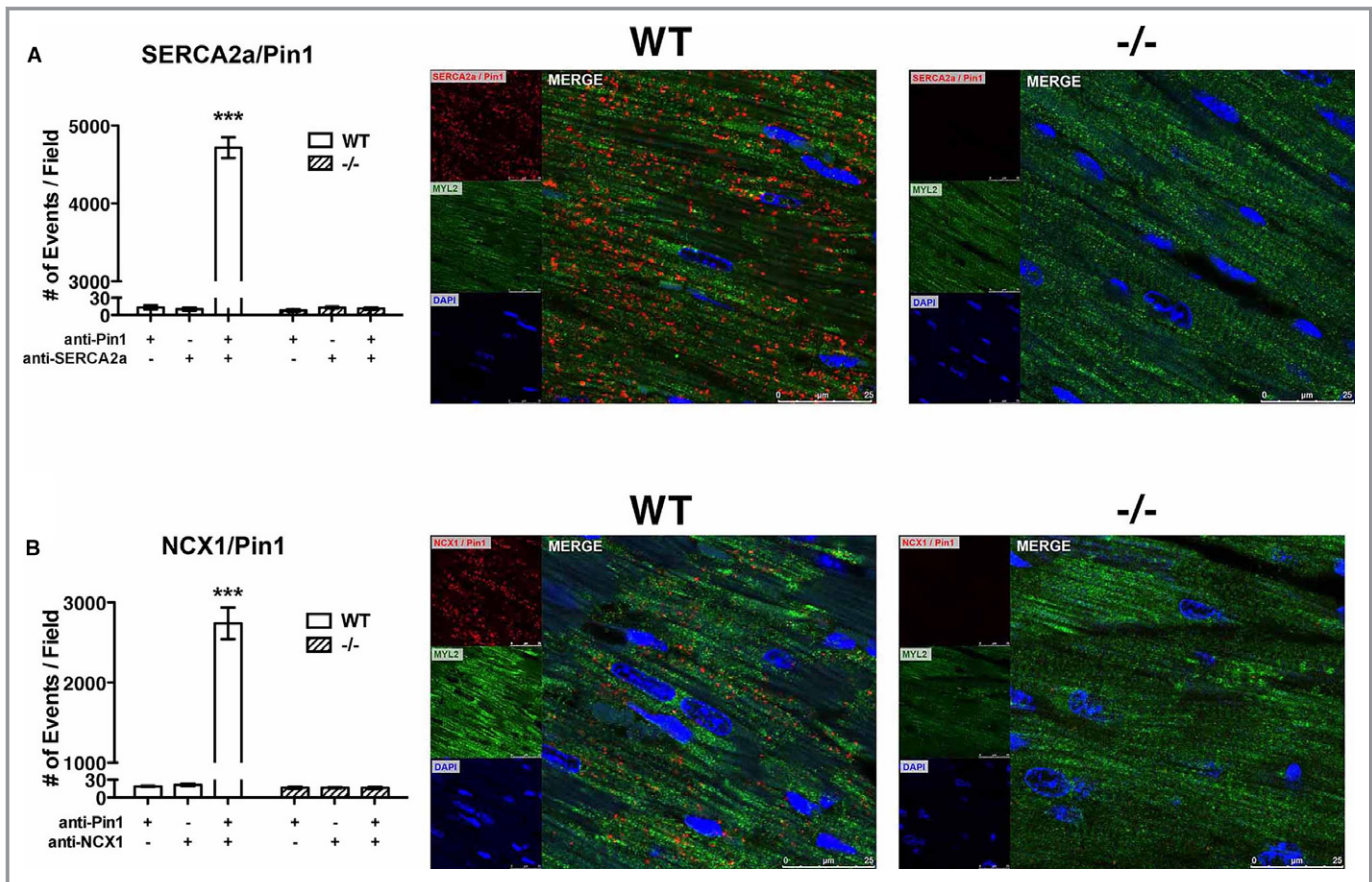 A
SERCA2a/Pin1
# of Events / Field
5000
4000
3000
30
0
***
WT
-/-
anti-Pin1 + - + + - +
anti-SERCA2a - + + - + +
WT
SERCA2a / Pin1
MERGE
MYL2
DAPI
0 µm 25
-/-
SERCA2a / Pin1
MERGE
MYL2
DAPI
0 µm 25
B
NCX1/Pin1
# of Events / Field
3000
2000
1000
30
0
***
WT
-/-
anti-Pin1 + - + + - +
anti-NCX1 - + + - + +
WT
NCX1 / Pin1
MERGE
MYL2
DAPI
0 µm 25
-/-
NCX1 / Pin1
MERGE
MYL2
DAPI
0 µm 25